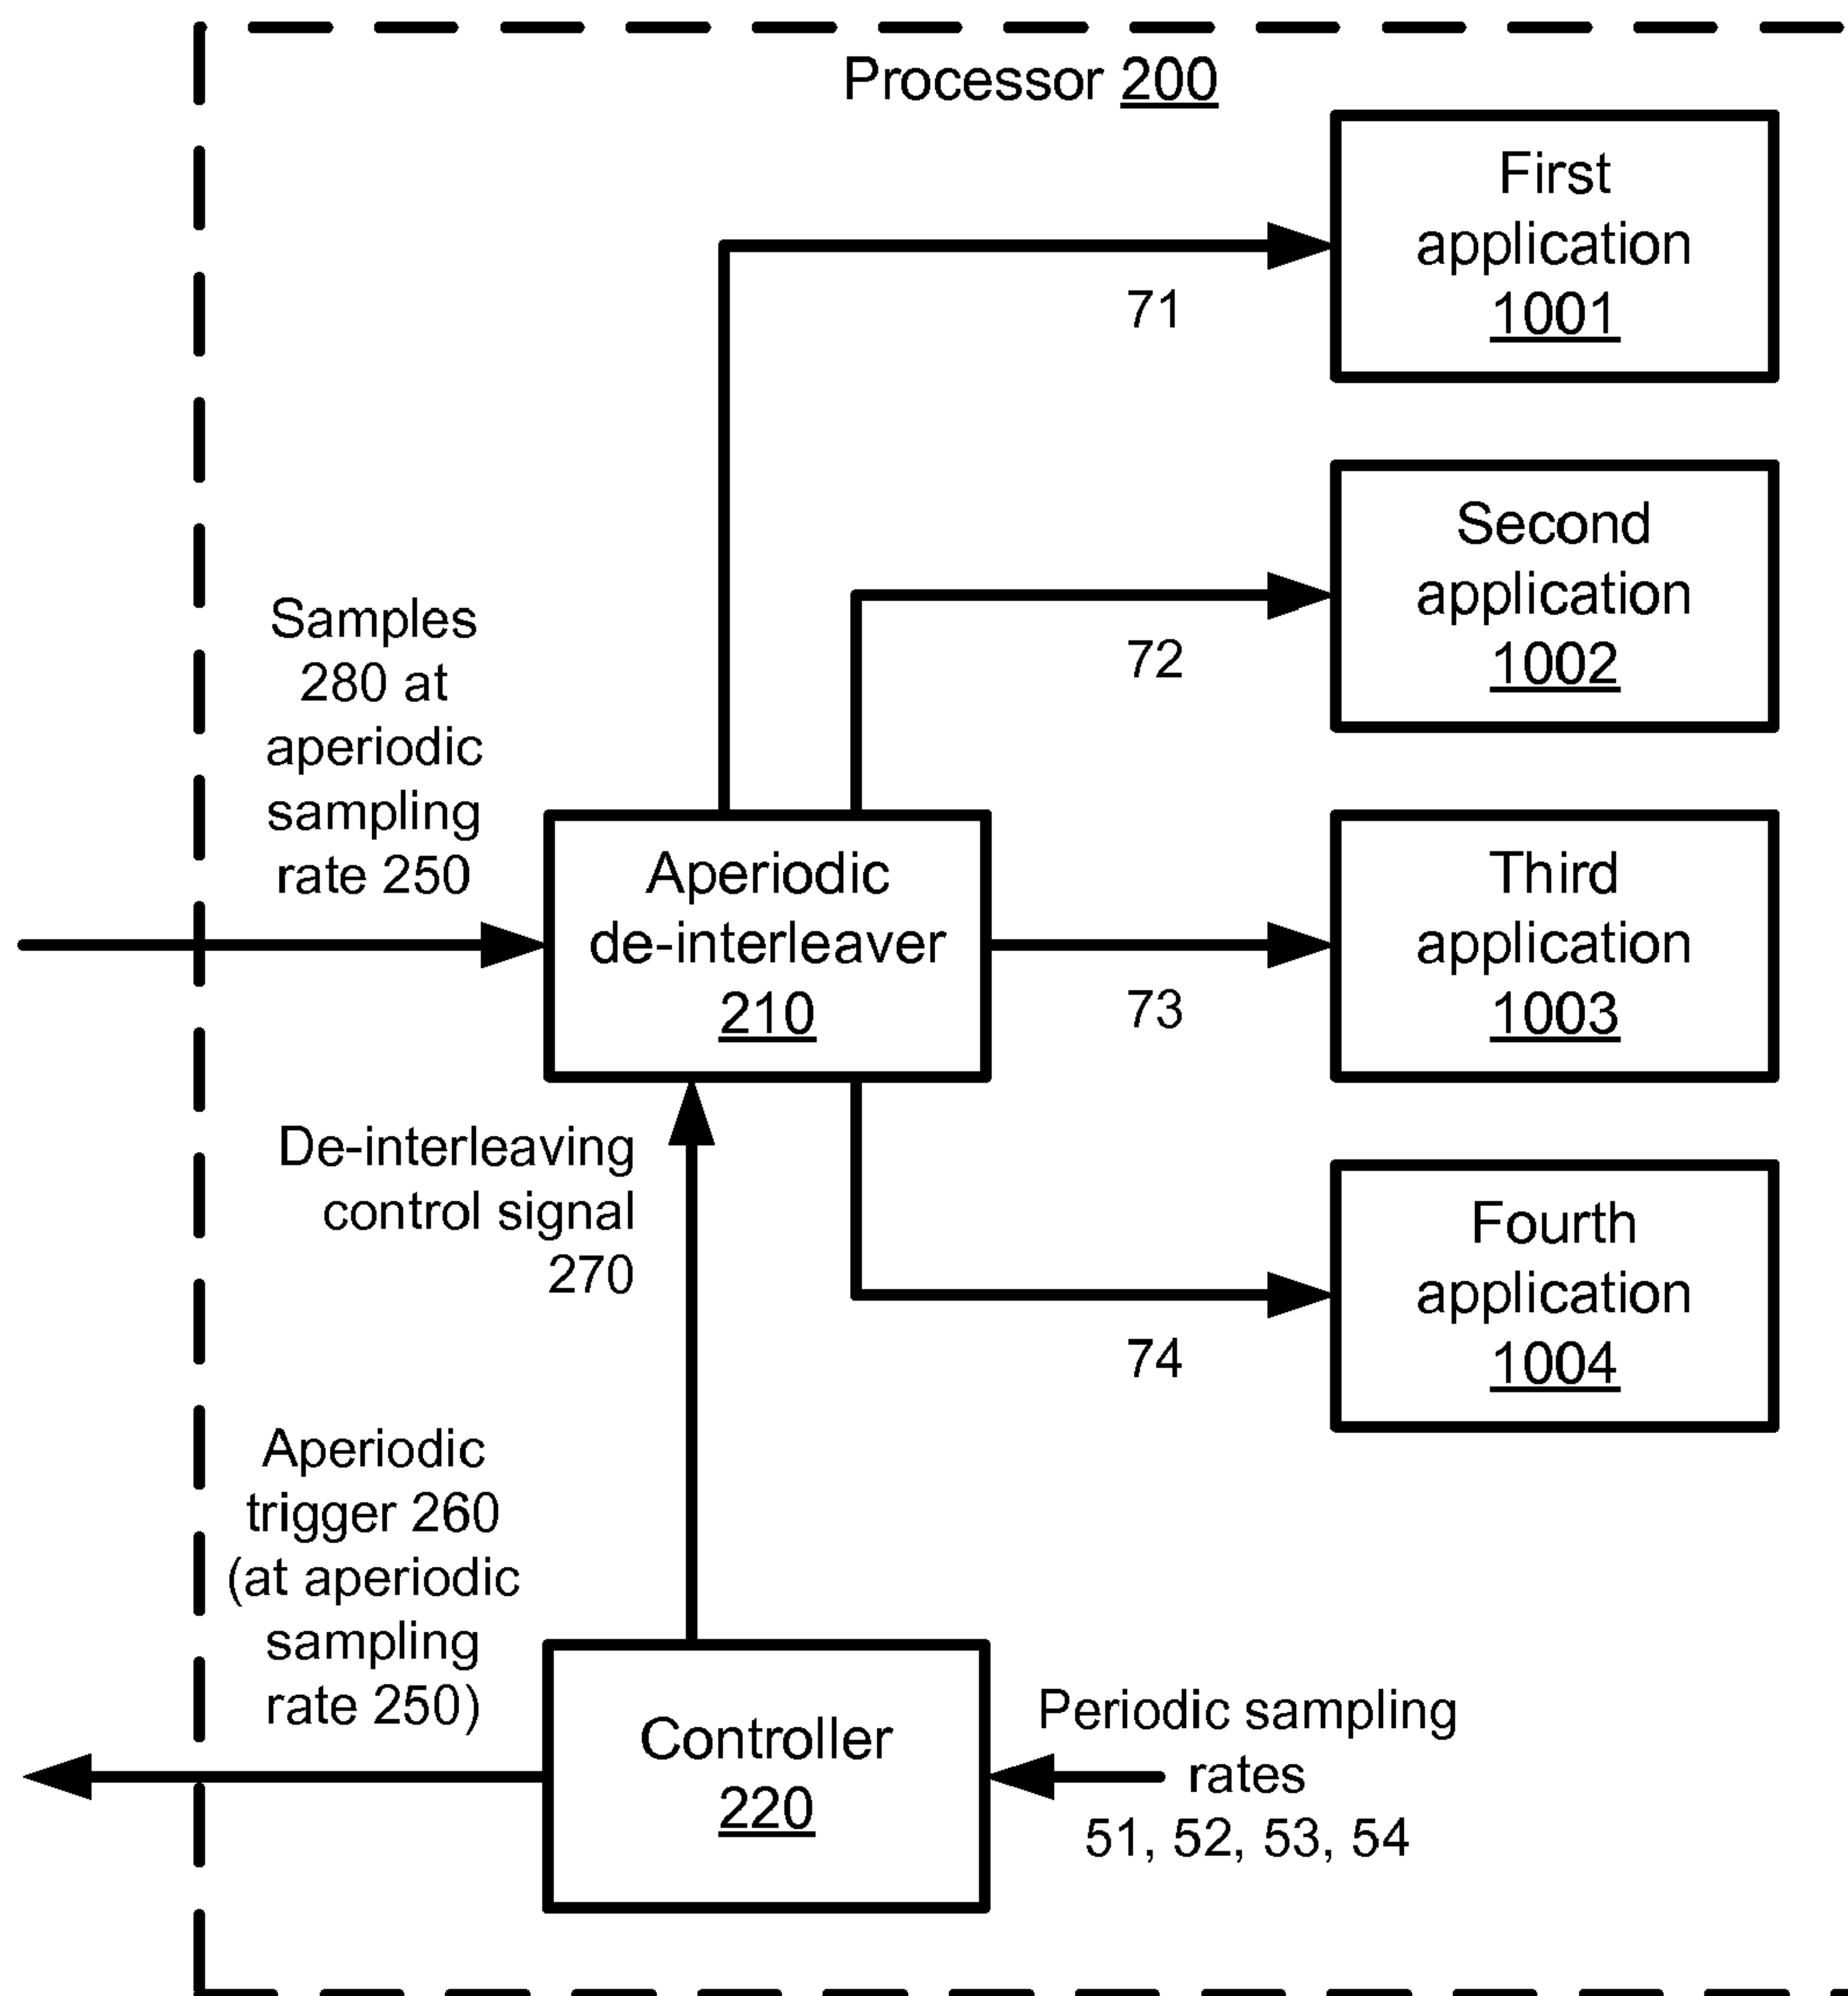 Processor 200
First
application
1001
71
Second
application
1002
72
Samples
280 at
aperiodic
sampling
rate 250
Aperiodic
de-interleaver
210
Third
application
1003
73
De-interleaving
control signal
270
Fourth
application
1004
74
Aperiodic
trigger 260
(at aperiodic
sampling
rate 250)
Controller
220
Periodic sampling
rates
51, 52, 53, 54